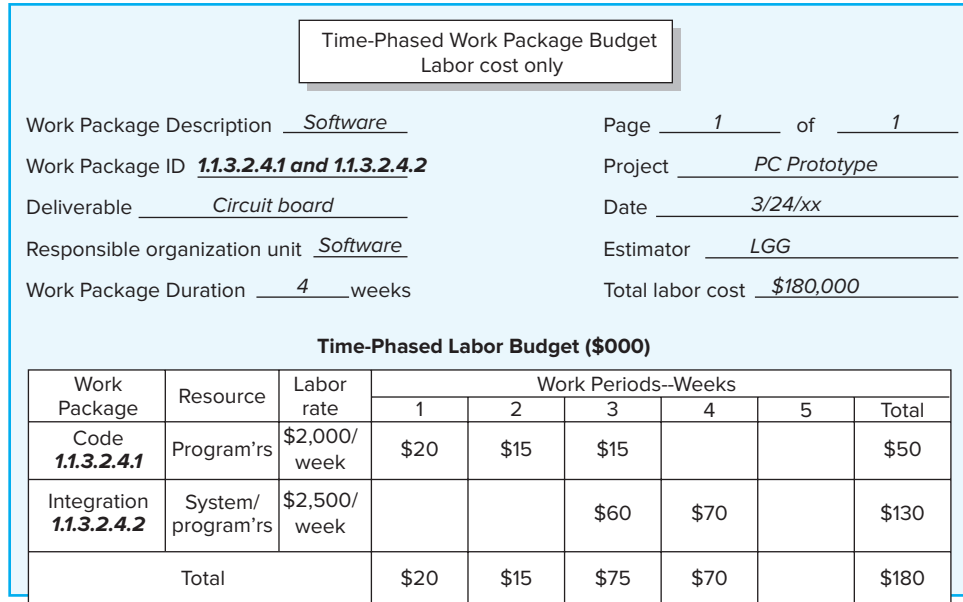 Time-Phased Work Package Budget
Labor cost only
Work Package Description Software
Page 1 of 1
Work Package ID 1.1.3.2.4.1 and 1.1.3.2.4.2
Project PC Prototype
Deliverable Circuit board
Date 3/24/xx
Responsible organization unit Software
Estimator LGG
Work Package Duration 4 weeks
Total labor cost $180,000
Time-Phased Labor Budget ($000)
Work Package Resource Labor rate Work Periods--Weeks
1 2 3 4 5 Total
Code 1.1.3.2.4.1 Program'rs $2,000/ week $20 $15 $15 $50
Integration 1.1.3.2.4.2 System/ program'rs $2,500/ week $60 $70 $130
Total $20 $15 $75 $70 $180